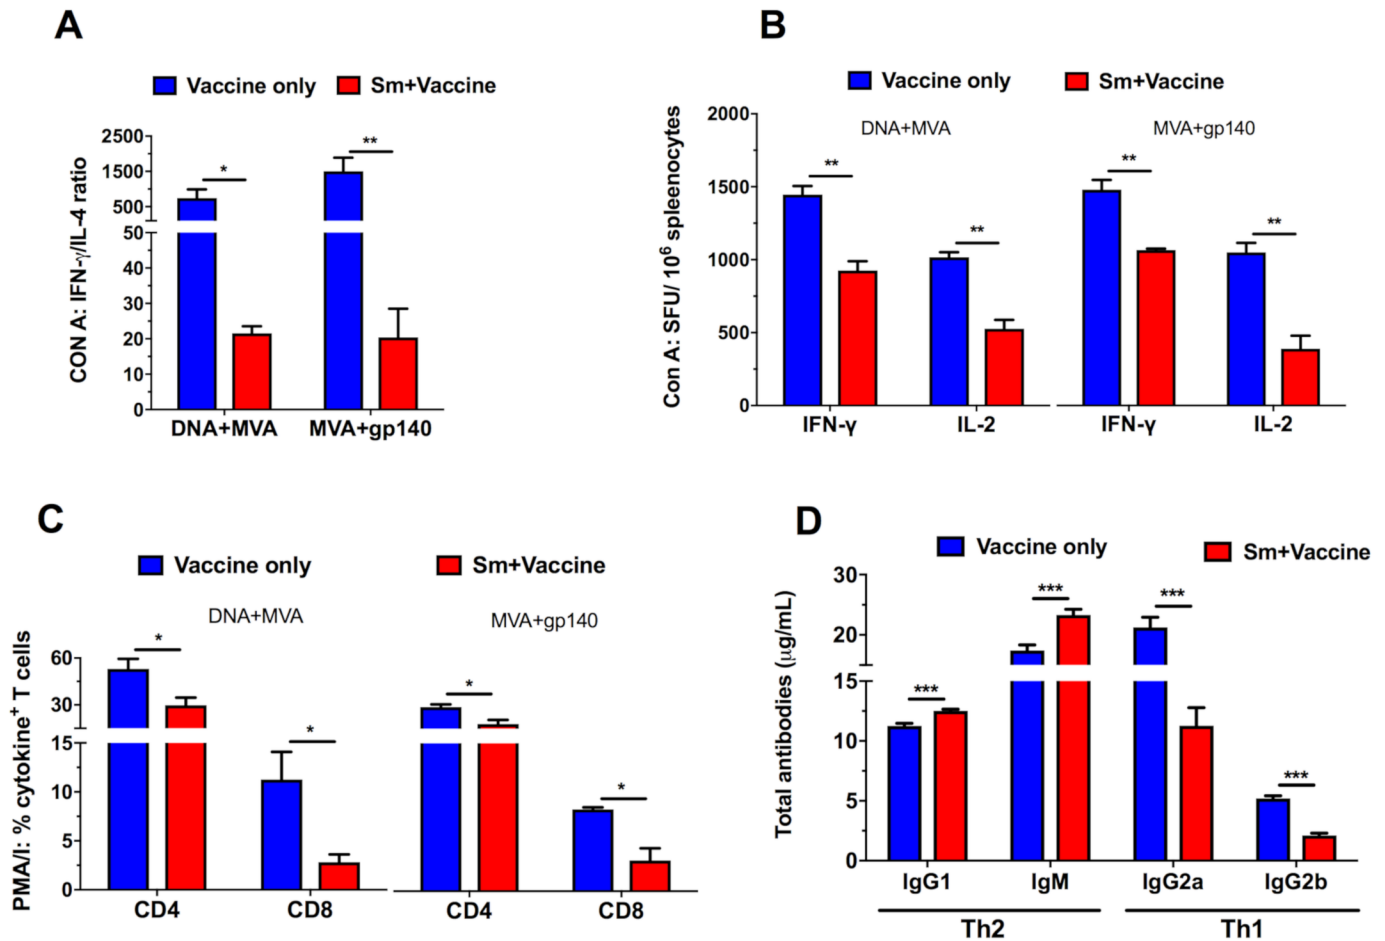 A
Vaccine only
Sm+Vaccine
CON A: IFN-γ/IL-4 ratio
2500
1500
500
50
40
30
20
10
0
*
**
DNA+MVA
MVA+gp140
B
Vaccine only
Sm+Vaccine
Con A: SFU/ 10⁶ spleenocytes
2000
1500
1000
500
0
DNA+MVA
MVA+gp140
**
**
**
**
IFN-γ
IL-2
IFN-γ
IL-2
C
Vaccine only
Sm+Vaccine
DNA+MVA
MVA+gp140
PMA/I: % cytokine⁺ T cells
60
30
15
10
5
0
*
*
*
*
CD4
CD8
CD4
CD8
D
Vaccine only
Sm+Vaccine
Total antibodies (µg/mL)
30
20
15
10
5
0
***
***
***
***
IgG1
IgM
IgG2a
IgG2b
Th2
Th1